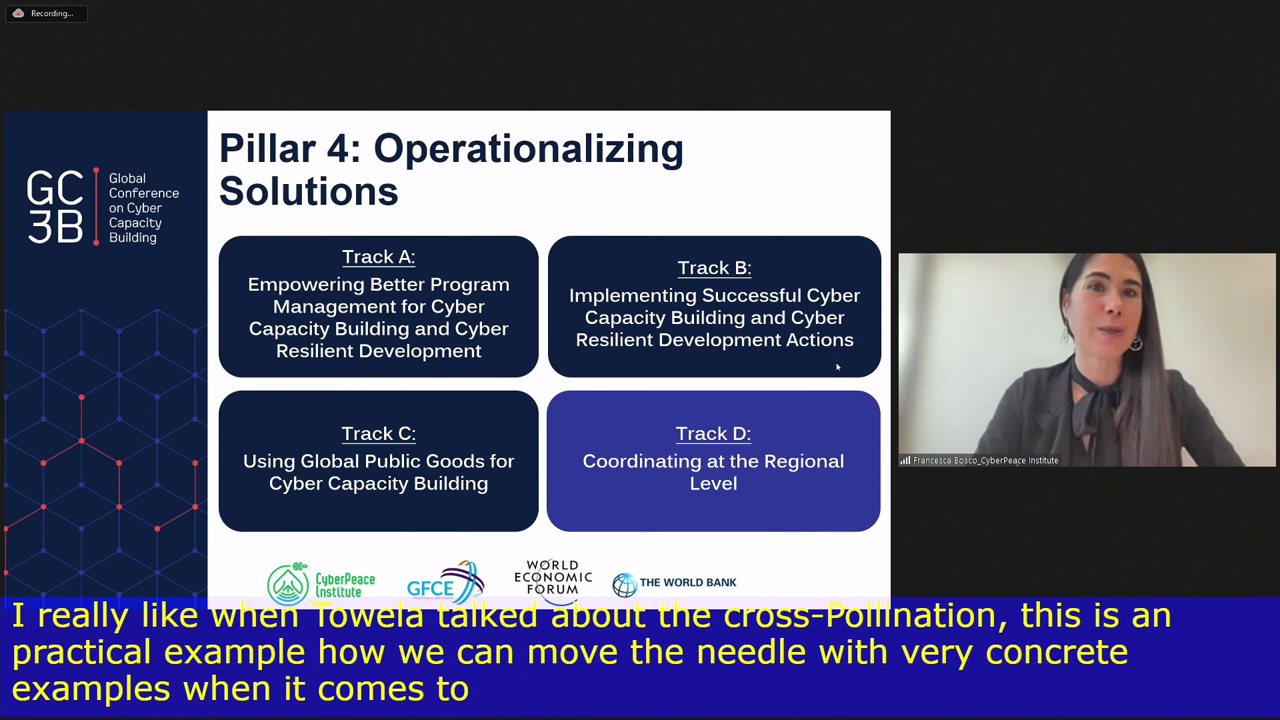 Recording...
GC
3B
Global
Conference
on Cyber
Capacity
Building
Pillar 4: Operationalizing
Solutions
Track A:
Empowering Better Program
Management for Cyber
Capacity Building and Cyber
Resilient Development
Track B:
Implementing Successful Cyber
Capacity Building and Cyber
Resilient Development Actions
Track C:
Using Global Public Goods for
Cyber Capacity Building
Track D:
Coordinating at the Regional
Level
CyberPeace
Institute
GFCE
WORLD
ECONOMIC
FORUM
THE WORLD BANK
Francesca Bosco_CyberPeace Institute
I really like when Towela talked about the cross-Pollination, this is an
practical example how we can move the needle with very concrete
examples when it comes to